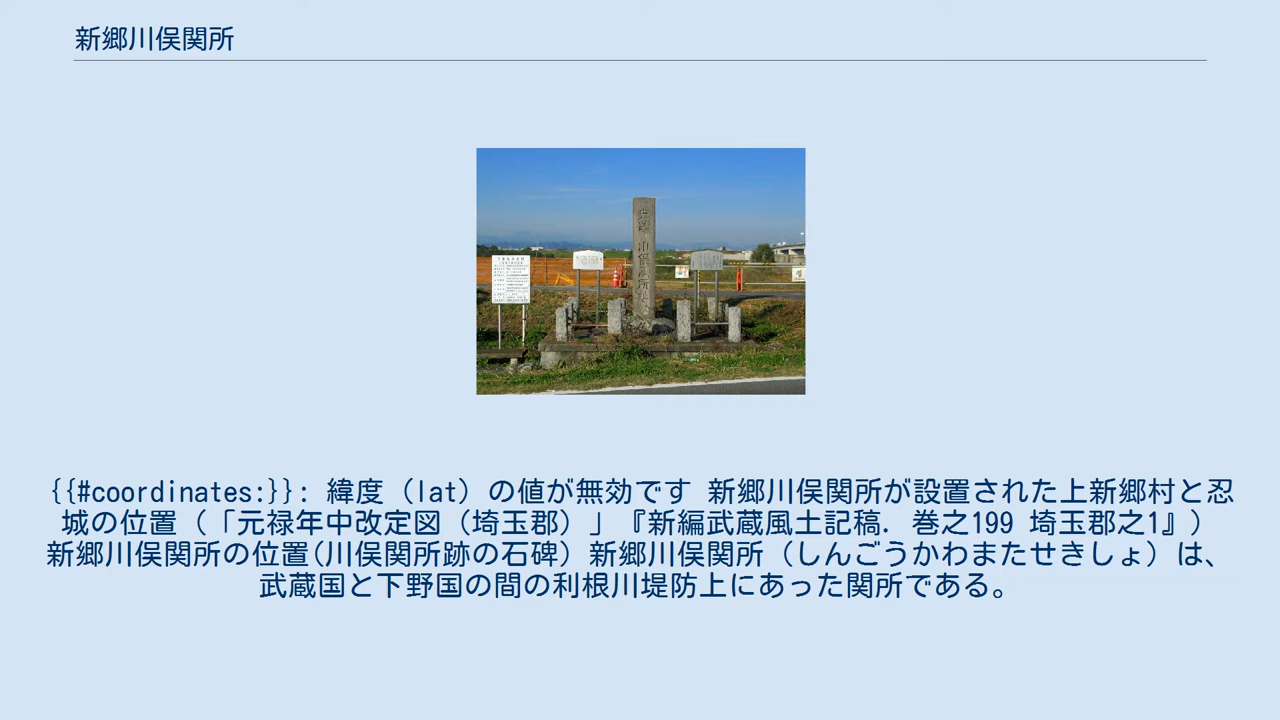 新郷川俣関所
{{#coordinates:}}: 緯度（lat）の値が無効です 新郷川俣関所が設置された上新郷村と忍
城の位置（「元禄年中改定図（埼玉郡）」『新編武蔵風土記稿. 巻之199 埼玉郡之1』）
新郷川俣関所の位置(川俣関所跡の石碑) 新郷川俣関所（しんごうかわまたせきしょ）は、
武蔵国と下野国の間の利根川堤防上にあった関所である。